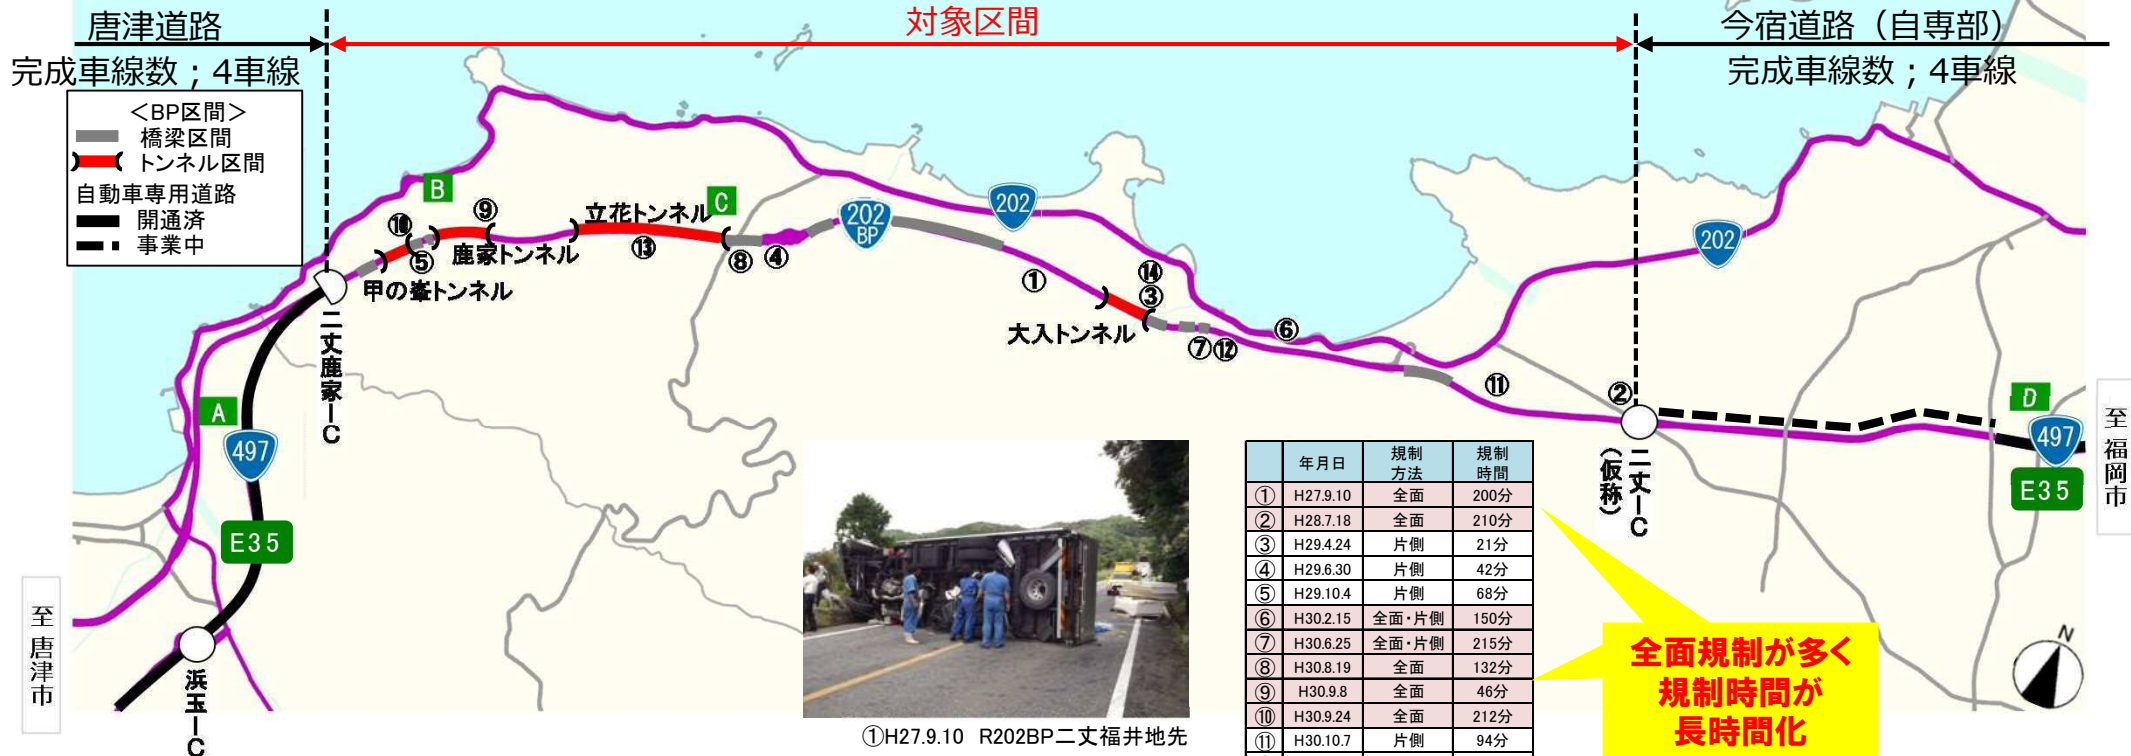 唐津道路
完成車線数；4車線
対象区間
今宿道路（自専部）
完成車線数；4車線
＜BP区間＞
橋梁区間
トンネル区間
自動車専用道路
開通済
事業中
B
⑨
⑩
⑤
鹿家トンネル
甲の峯トンネル
立花トンネル
⑬
C
⑧
④
202
BP
202
202
①
⑭
③
大入トンネル
⑦⑫
⑥
⑪
②
二丈鹿家IC
A
497
E35
浜玉IC
至唐津市
二丈IC
（仮称）
D
497
E35
至福岡市
N
①H27.9.10 R202BP二丈福井地先
年月日 規制方法 規制時間
① H27.9.10 全面 200分
② H28.7.18 全面 210分
③ H29.4.24 片側 21分
④ H29.6.30 片側 42分
⑤ H29.10.4 片側 68分
⑥ H30.2.15 全面・片側 150分
⑦ H30.6.25 全面・片側 215分
⑧ H30.8.19 全面 132分
⑨ H30.9.8 全面 46分
⑩ H30.9.24 全面 212分
⑪ H30.10.7 片側 94分
全面規制が多く
規制時間が
長時間化